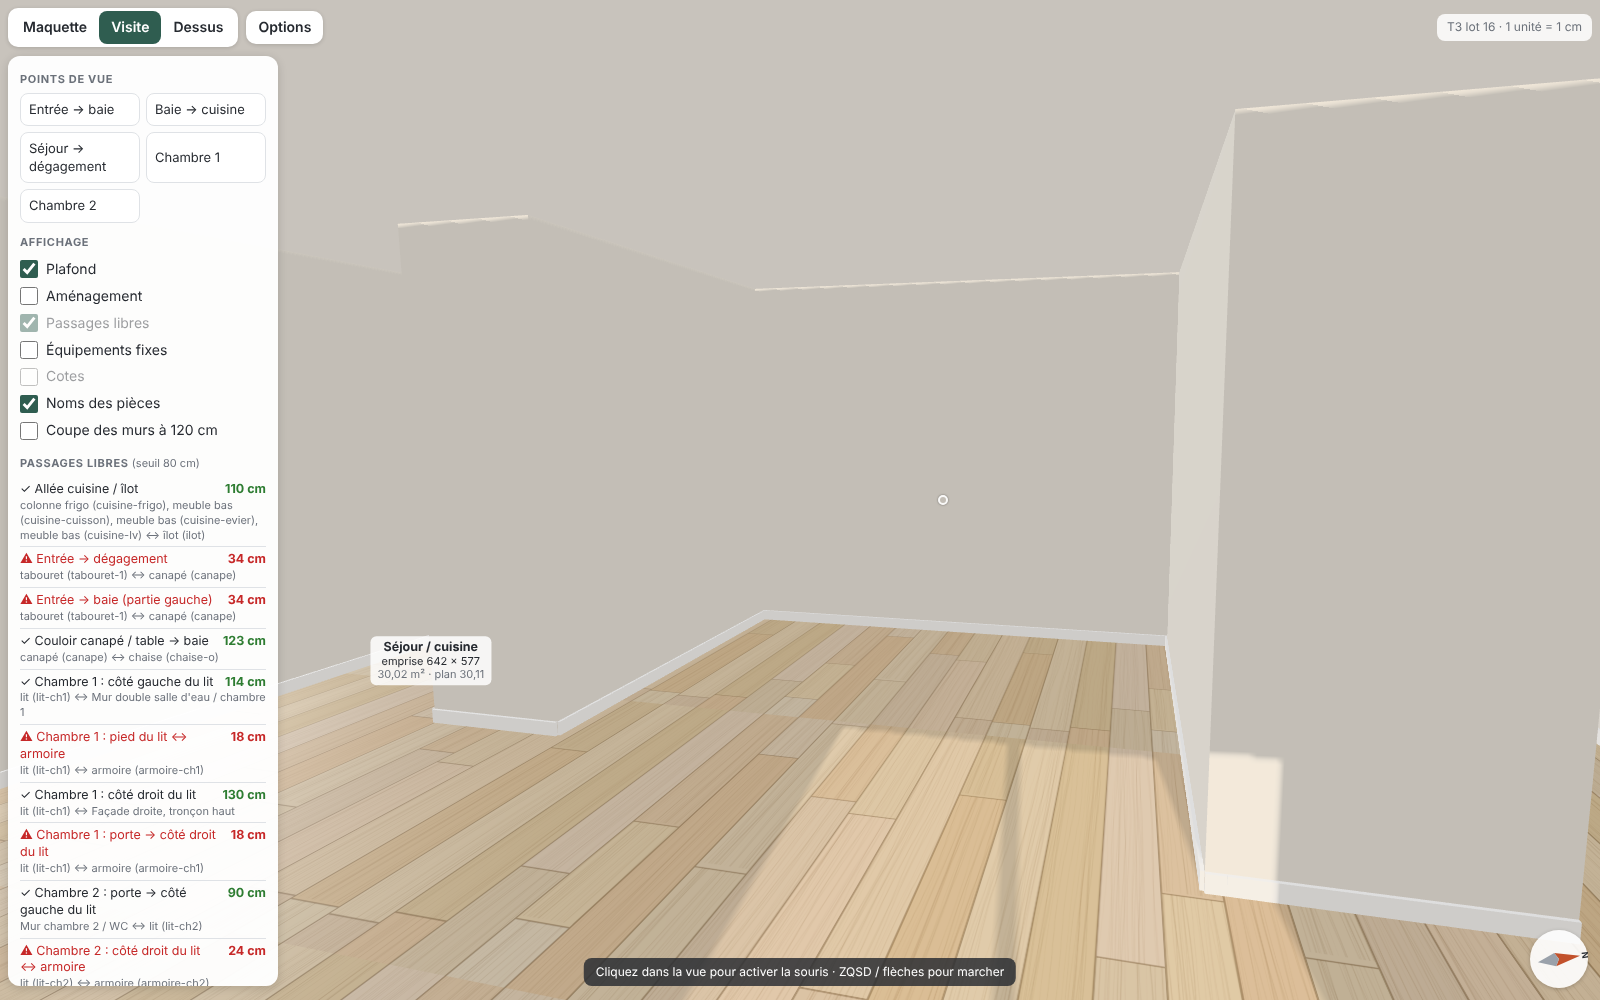 Maquette
Visite
Dessus
Options
T3 lot 16 · 1 unité = 1 cm
POINTS DE VUE
Entrée → baie
Baie → cuisine
Séjour →
dégagement
Chambre 1
Chambre 2
AFFICHAGE
Plafond
Aménagement
Passages libres
Équipements fixes
Cotes
Noms des pièces
Coupe des murs à 120 cm
PASSAGES LIBRES (seuil 80 cm)
✓ Allée cuisine / îlot 110 cm
colonne frigo (cuisine-frigo), meuble bas
(cuisine-cuisson), meuble bas (cuisine-evier),
meuble bas (cuisine-lv) ↔ îlot (ilot)
⚠ Entrée → dégagement 34 cm
tabouret (tabouret-1) ↔ canapé (canape)
⚠ Entrée → baie (partie gauche) 34 cm
tabouret (tabouret-1) ↔ canapé (canape)
✓ Couloir canapé / table → baie 123 cm
canapé (canape) ↔ chaise (chaise-o)
✓ Chambre 1 : côté gauche du lit 114 cm
lit (lit-ch1) ↔ Mur double salle d'eau / chambre
1
⚠ Chambre 1 : pied du lit ↔ 18 cm
armoire
lit (lit-ch1) ↔ armoire (armoire-ch1)
✓ Chambre 1 : côté droit du lit 130 cm
lit (lit-ch1) ↔ Façade droite, tronçon haut
⚠ Chambre 1 : porte → côté droit 18 cm
du lit
lit (lit-ch1) ↔ armoire (armoire-ch1)
✓ Chambre 2 : porte → côté 90 cm
gauche du lit
Mur chambre 2 / WC ↔ lit (lit-ch2)
⚠ Chambre 2 : côté droit du lit 24 cm
↔ armoire
lit (lit-ch2) ↔ armoire (armoire-ch2)
Séjour / cuisine
emprise 642 × 577
30,02 m² · plan 30,11
Cliquez dans la vue pour activer la souris · ZQSD / flèches pour marcher
N